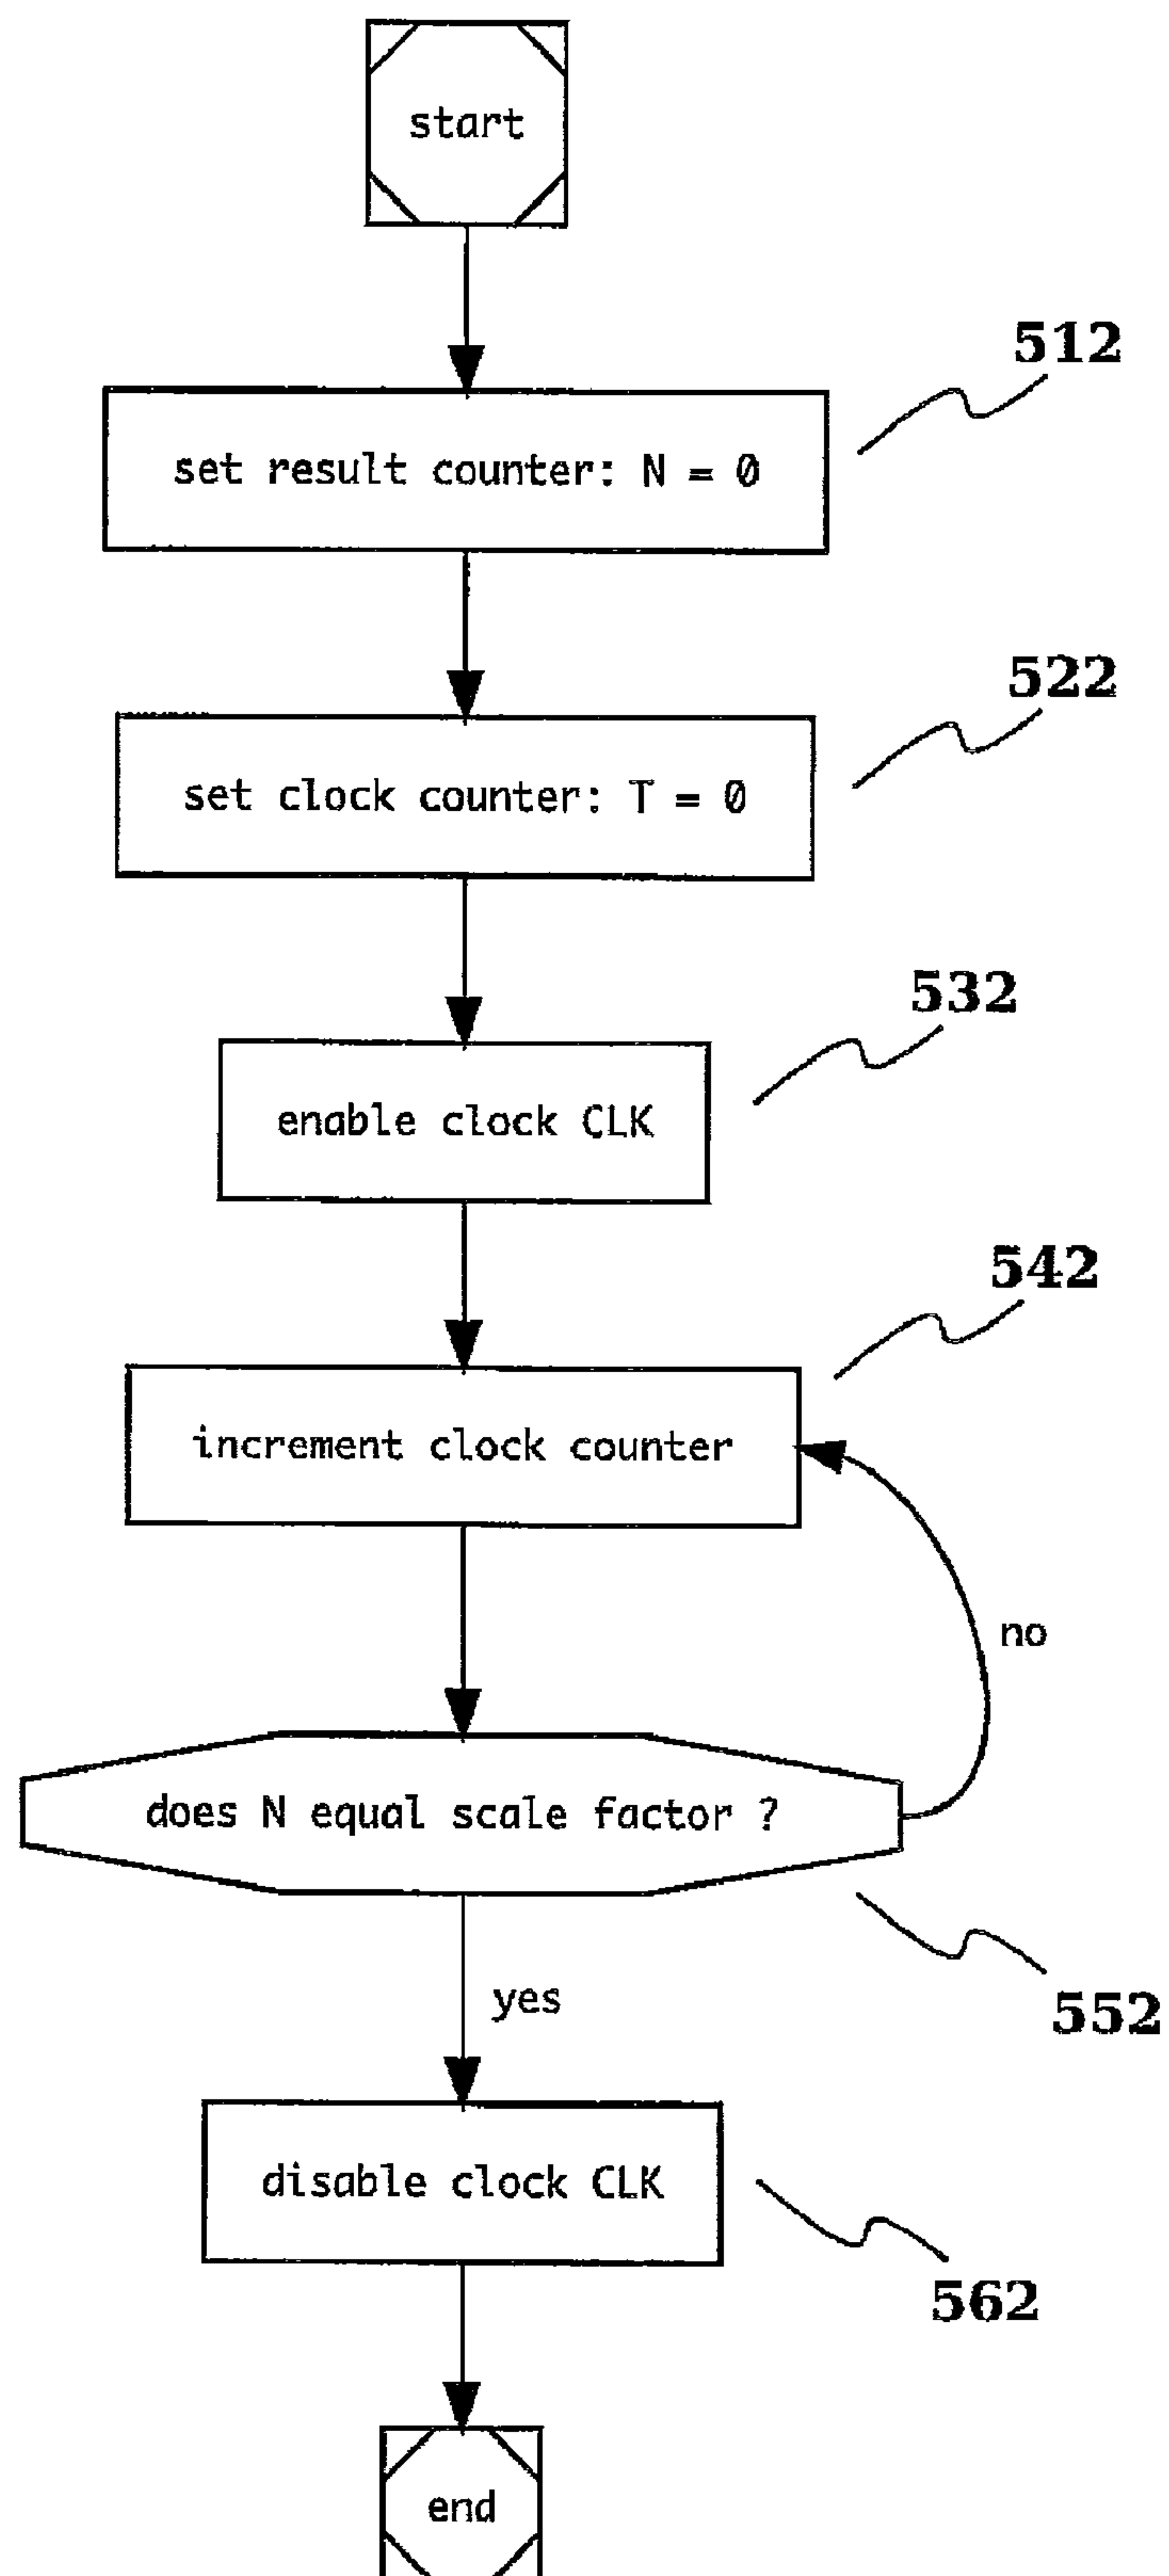 start
512
set result counter: N = 0
522
set clock counter: T = 0
532
enable clock CLK
542
increment clock counter
no
does N equal scale factor ?
552
yes
disable clock CLK
562
end